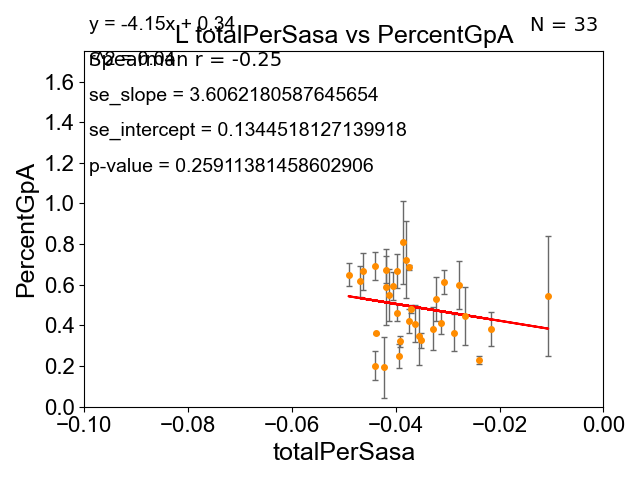 y = -4.15x + 0.34
N = 33
L totalPerSasa vs PercentGpA
Spearman r = -0.25
se_slope = 3.6062180587645654
se_intercept = 0.1344518127139918
p-value = 0.25911381458602906
PercentGpA
1.6
1.4
1.2
1.0
0.8
0.6
0.4
0.2
0.0
−0.10 −0.08 −0.06 −0.04 −0.02 0.00
totalPerSasa